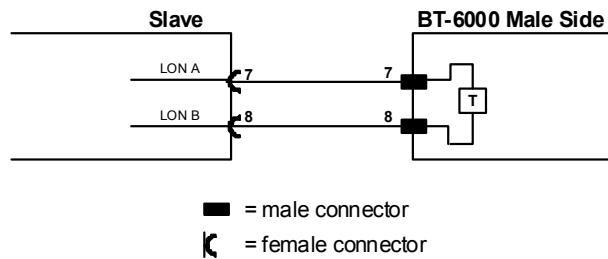 Slave BT-6000 Male Side
LON A 7 7
T
LON B 8 8
= male connector
= female connector